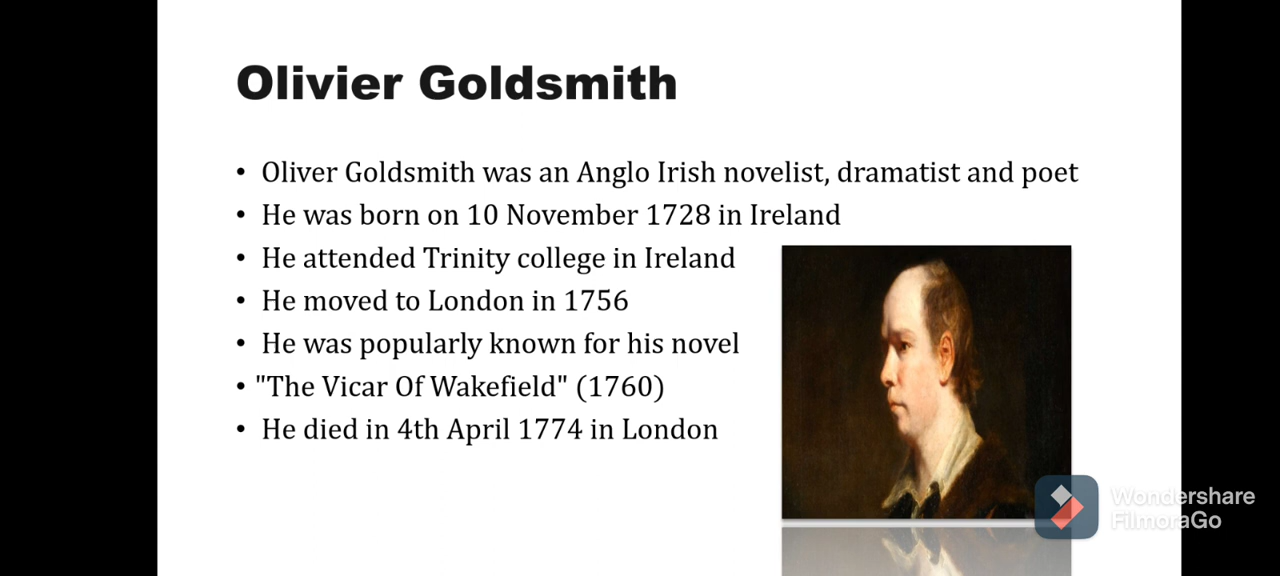 Olivier Goldsmith
• Oliver Goldsmith was an Anglo Irish novelist, dramatist and poet
• He was born on 10 November 1728 in Ireland
• He attended Trinity college in Ireland
• He moved to London in 1756
• He was popularly known for his novel
• "The Vicar Of Wakefield" (1760)
• He died in 4th April 1774 in London
Wondershare
FilmoraGo